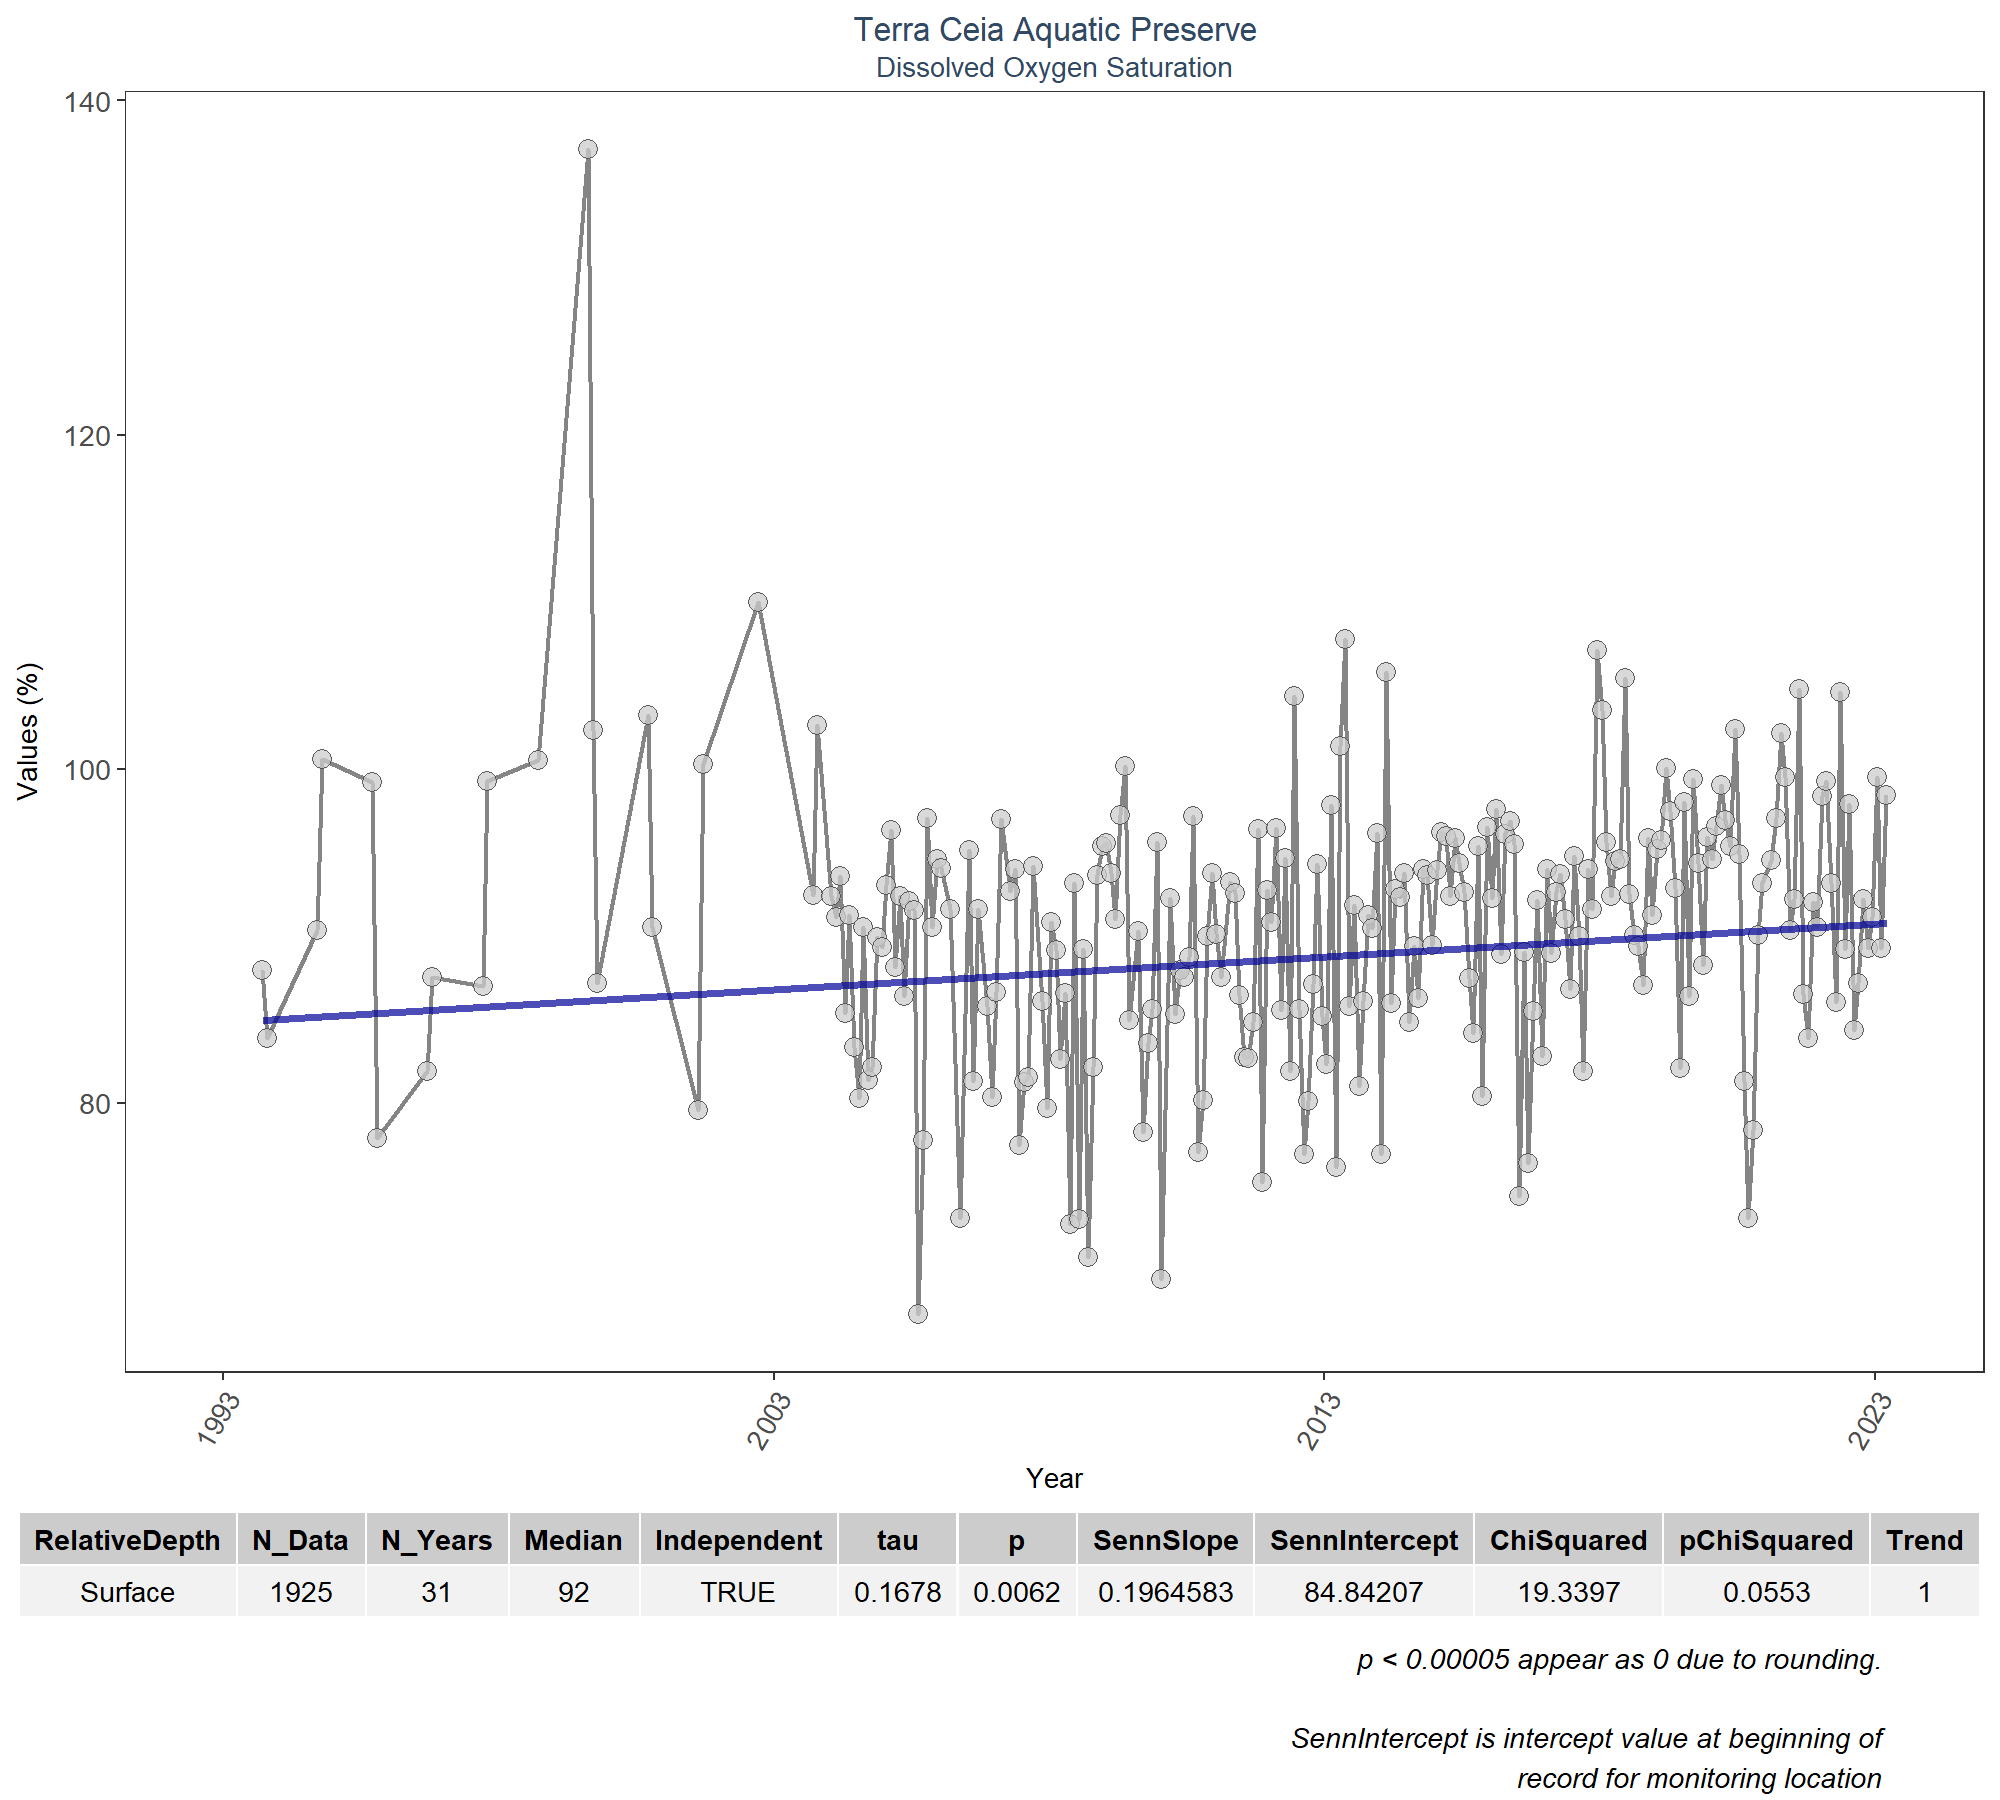 Terra Ceia Aquatic Preserve
Dissolved Oxygen Saturation
140
120
100
80
Values (%)
1993
2003
2013
2023
Year
RelativeDepth N_Data N_Years Median Independent tau p SennSlope SennIntercept ChiSquared pChiSquared Trend
Surface 1925 31 92 TRUE 0.1678 0.0062 0.1964583 84.84207 19.3397 0.0553 1
p < 0.00005 appear as 0 due to rounding.
SennIntercept is intercept value at beginning of
record for monitoring location